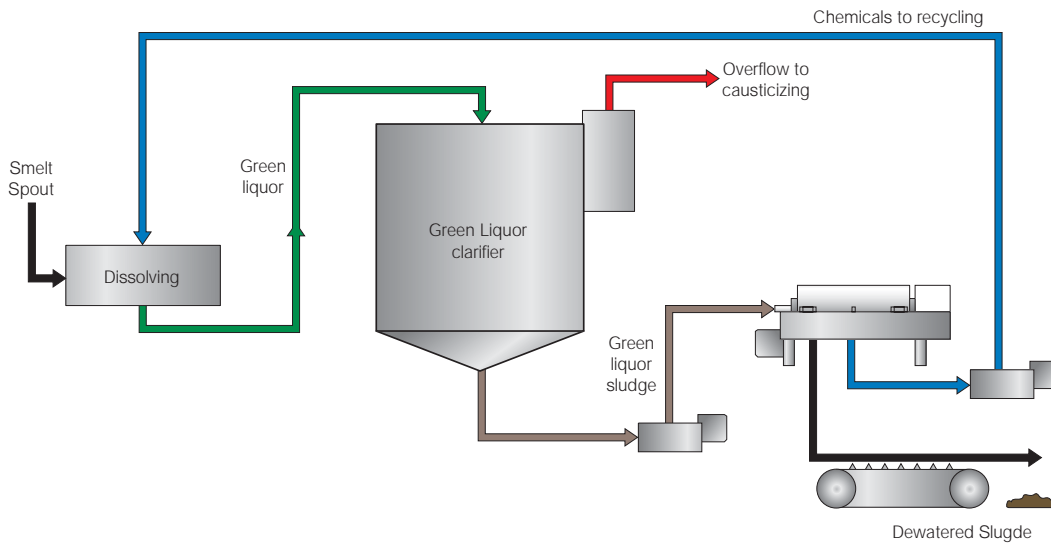 Chemicals to recycling
Overflow to
causticizing
Smelt
Spout
Green
liquor
Green Liquor
clarifier
Dissolving
Green
liquor
sludge
Dewatered Slugde